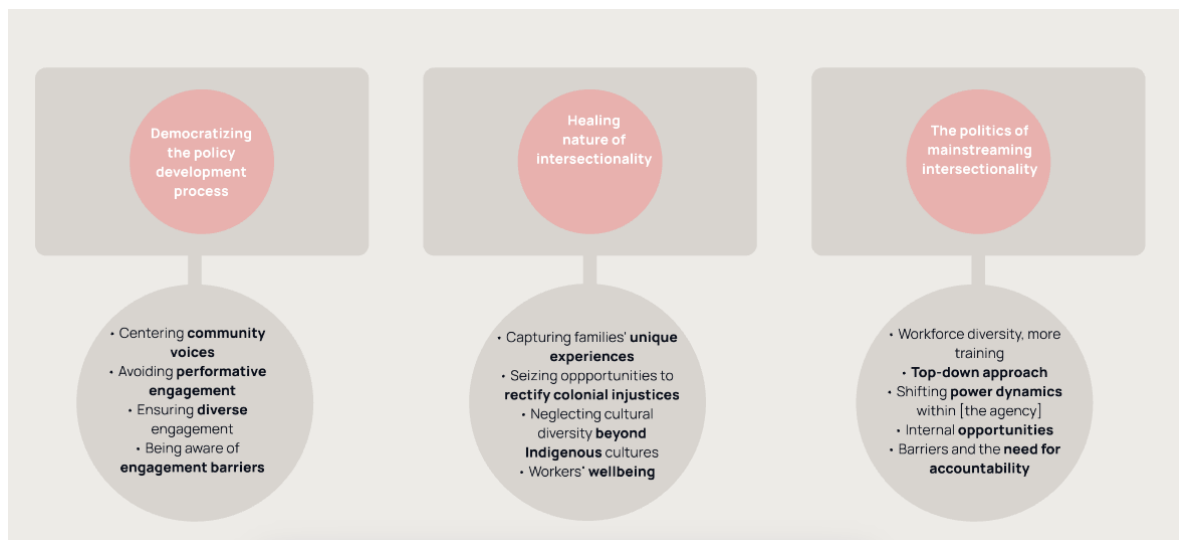 Democratizing
the policy
development
process
• Centering community
voices
• Avoiding performative
engagement
• Ensuring diverse
engagement
• Being aware of
engagement barriers
Healing
nature of
intersectionality
• Capturing families' unique
experiences
• Seizing oppportunities to
rectify colonial injustices
• Neglecting cultural
diversity beyond
Indigenous cultures
• Workers' wellbeing
The politics of
mainstreaming
intersectionality
• Workforce diversity, more
training
• Top-down approach
• Shifting power dynamics
within [the agency]
• Internal opportunities
• Barriers and the need for
accountability